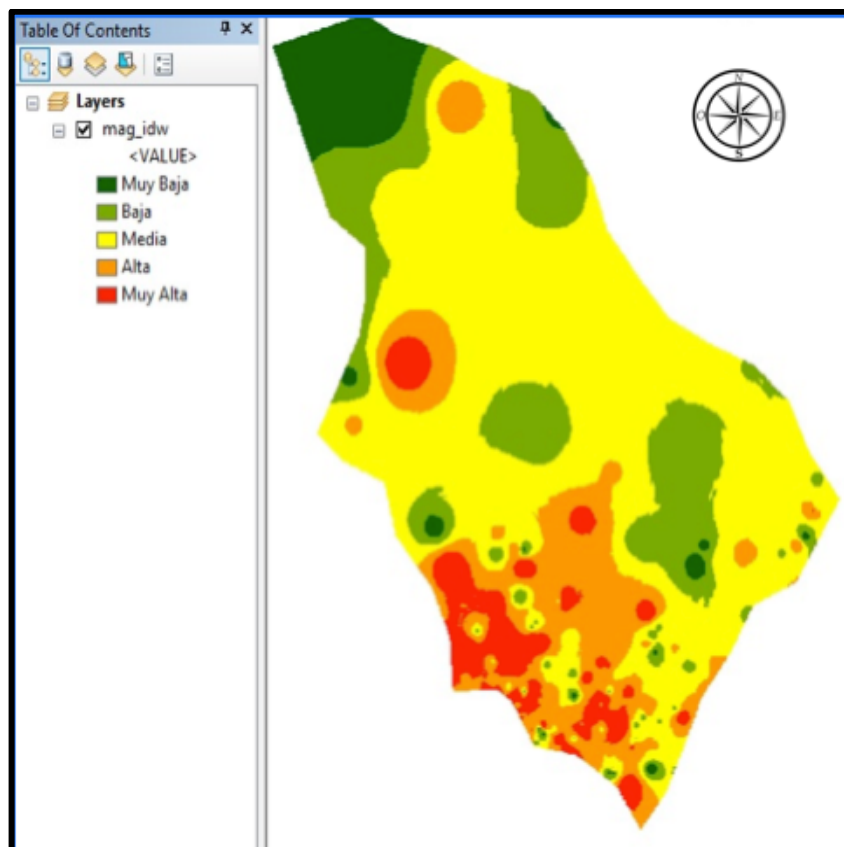 Table Of Contents
Layers
mag_idw
<VALUE>
Muy Baja
Baja
Media
Alta
Muy Alta
N
O E
S